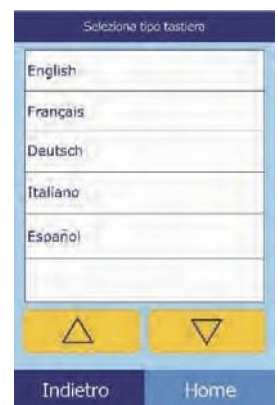 Seleziona tipo tastiera
English
Français
Deutsch
Italiano
Español
Indietro Home